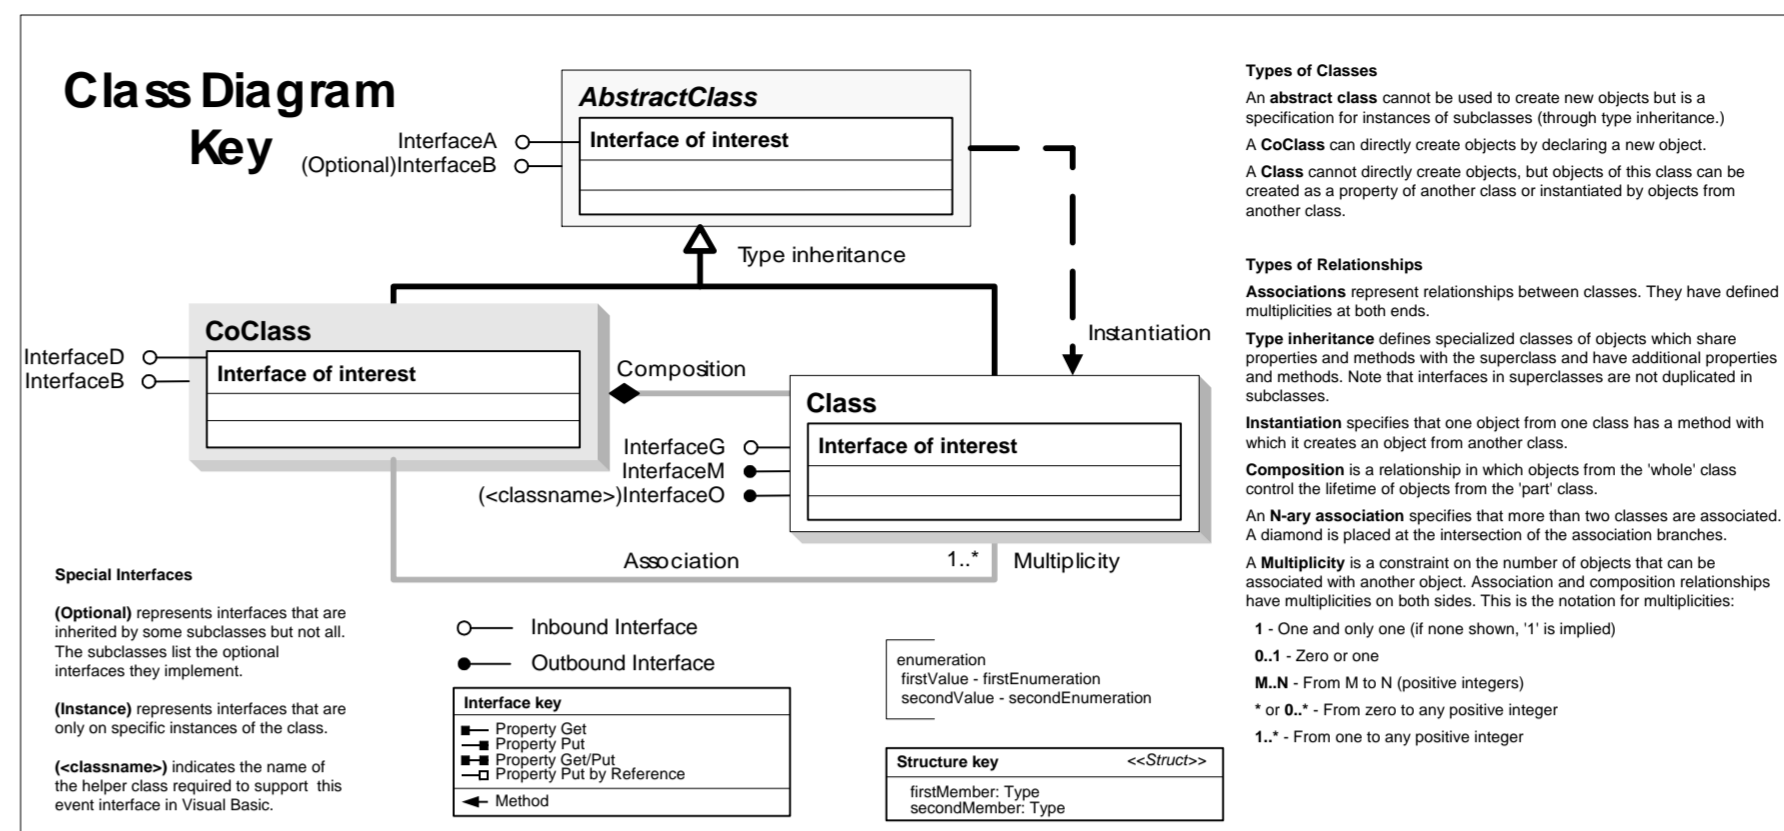 Class Diagram
Key
AbstractClass
Interface of interest
InterfaceA
(Optional)InterfaceB
Type inheritance
Instantiation
CoClass
Interface of interest
InterfaceD
InterfaceB
Composition
Class
Interface of interest
InterfaceG
InterfaceM
(<classname>)InterfaceO
Association
1..*
Multiplicity
Special Interfaces
(Optional) represents interfaces that are
inherited by some subclasses but not all.
The subclasses list the optional
interfaces they implement.
(Instance) represents interfaces that are
only on specific instances of the class.
(<classname>) indicates the name of
the helper class required to support this
event interface in Visual Basic.
Inbound Interface
Outbound Interface
Interface key
Property Get
Property Put
Property Get/Put
Property Put by Reference
Method
enumeration
firstValue - firstEnumeration
secondValue - secondEnumeration
Structure key <<Struct>>
firstMember: Type
secondMember: Type
Types of Classes
An abstract class cannot be used to create new objects but is a
specification for instances of subclasses (through type inheritance.)
A CoClass can directly create objects by declaring a new object.
A Class cannot directly create objects, but objects of this class can be
created as a property of another class or instantiated by objects from
another class.
Types of Relationships
Associations represent relationships between classes. They have defined
multiplicities at both ends.
Type inheritance defines specialized classes of objects which share
properties and methods with the superclass and have additional properties
and methods. Note that interfaces in superclasses are not duplicated in
subclasses.
Instantiation specifies that one object from one class has a method with
which it creates an object from another class.
Composition is a relationship in which objects from the 'whole' class
control the lifetime of objects from the 'part' class.
An N-ary association specifies that more than two classes are associated.
A diamond is placed at the intersection of the association branches.
A Multiplicity is a constraint on the number of objects that can be
associated with another object. Association and composition relationships
have multiplicities on both sides. This is the notation for multiplicities:
1 - One and only one (if none shown, '1' is implied)
0..1 - Zero or one
M..N - From M to N (positive integers)
* or 0..* - From zero to any positive integer
1..* - From one to any positive integer